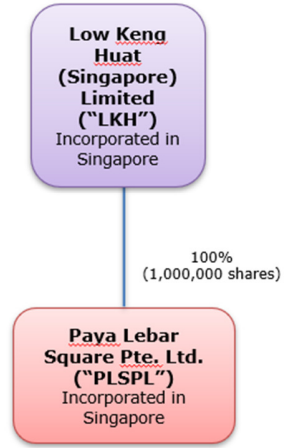 Low Keng
Huat
(Singapore)
Limited
(“LKH”)
Incorporated in
Singapore
100%
(1,000,000 shares)
Paya Lebar
Square Pte. Ltd.
(“PLSPL”)
Incorporated in
Singapore